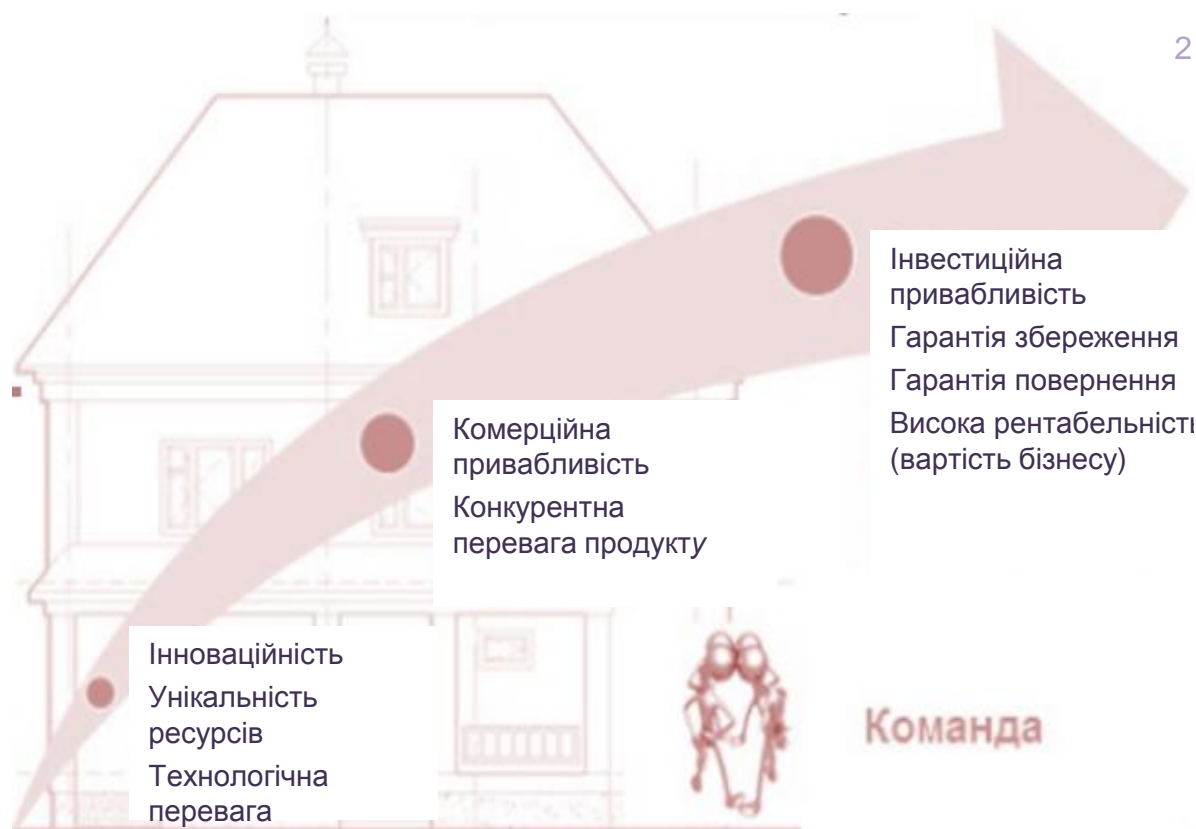 2
Інвестиційна
привабливість
Гарантія збереження
Гарантія повернення
Висока рентабельність
(вартість бізнесу)
Комерційна
привабливість
Конкурентна
перевага продукту
Інноваційність
Унікальність
ресурсів
Технологічна
перевага
Команда